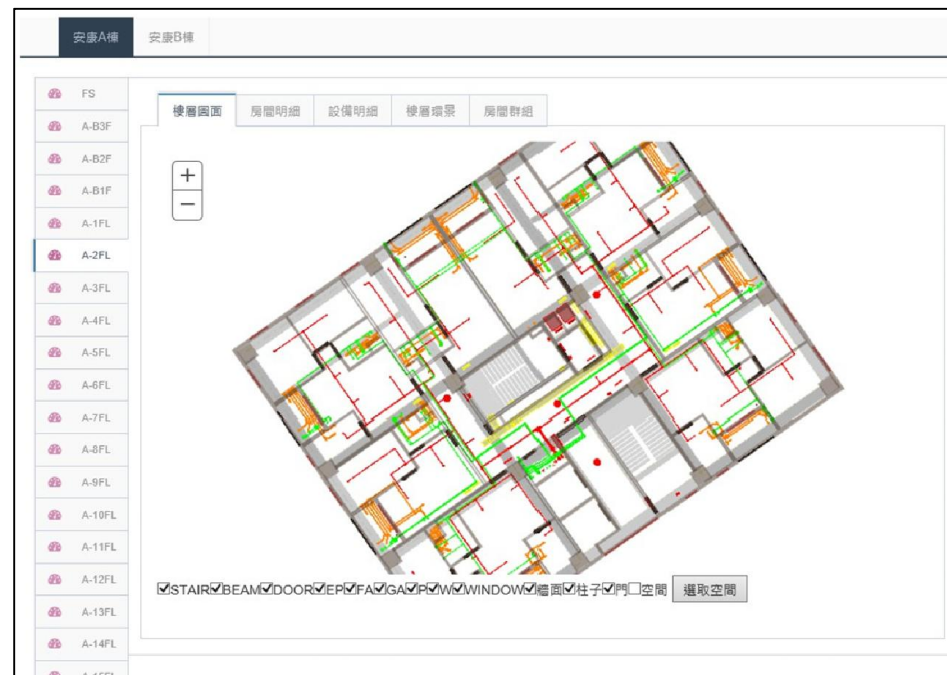 安康A棟 安康B棟
FS
A-B3F
A-B2F
A-B1F
A-1FL
A-2FL
A-3FL
A-4FL
A-5FL
A-6FL
A-7FL
A-8FL
A-9FL
A-10FL
A-11FL
A-12FL
A-13FL
A-14FL
A-15FL
樓層圖面 房間明細 設備明細 樓層環景 房間群組
+
−
STAIR BEAM DOOR EP FA GA P W WINDOW 牆面 柱子 門 空間 選取空間